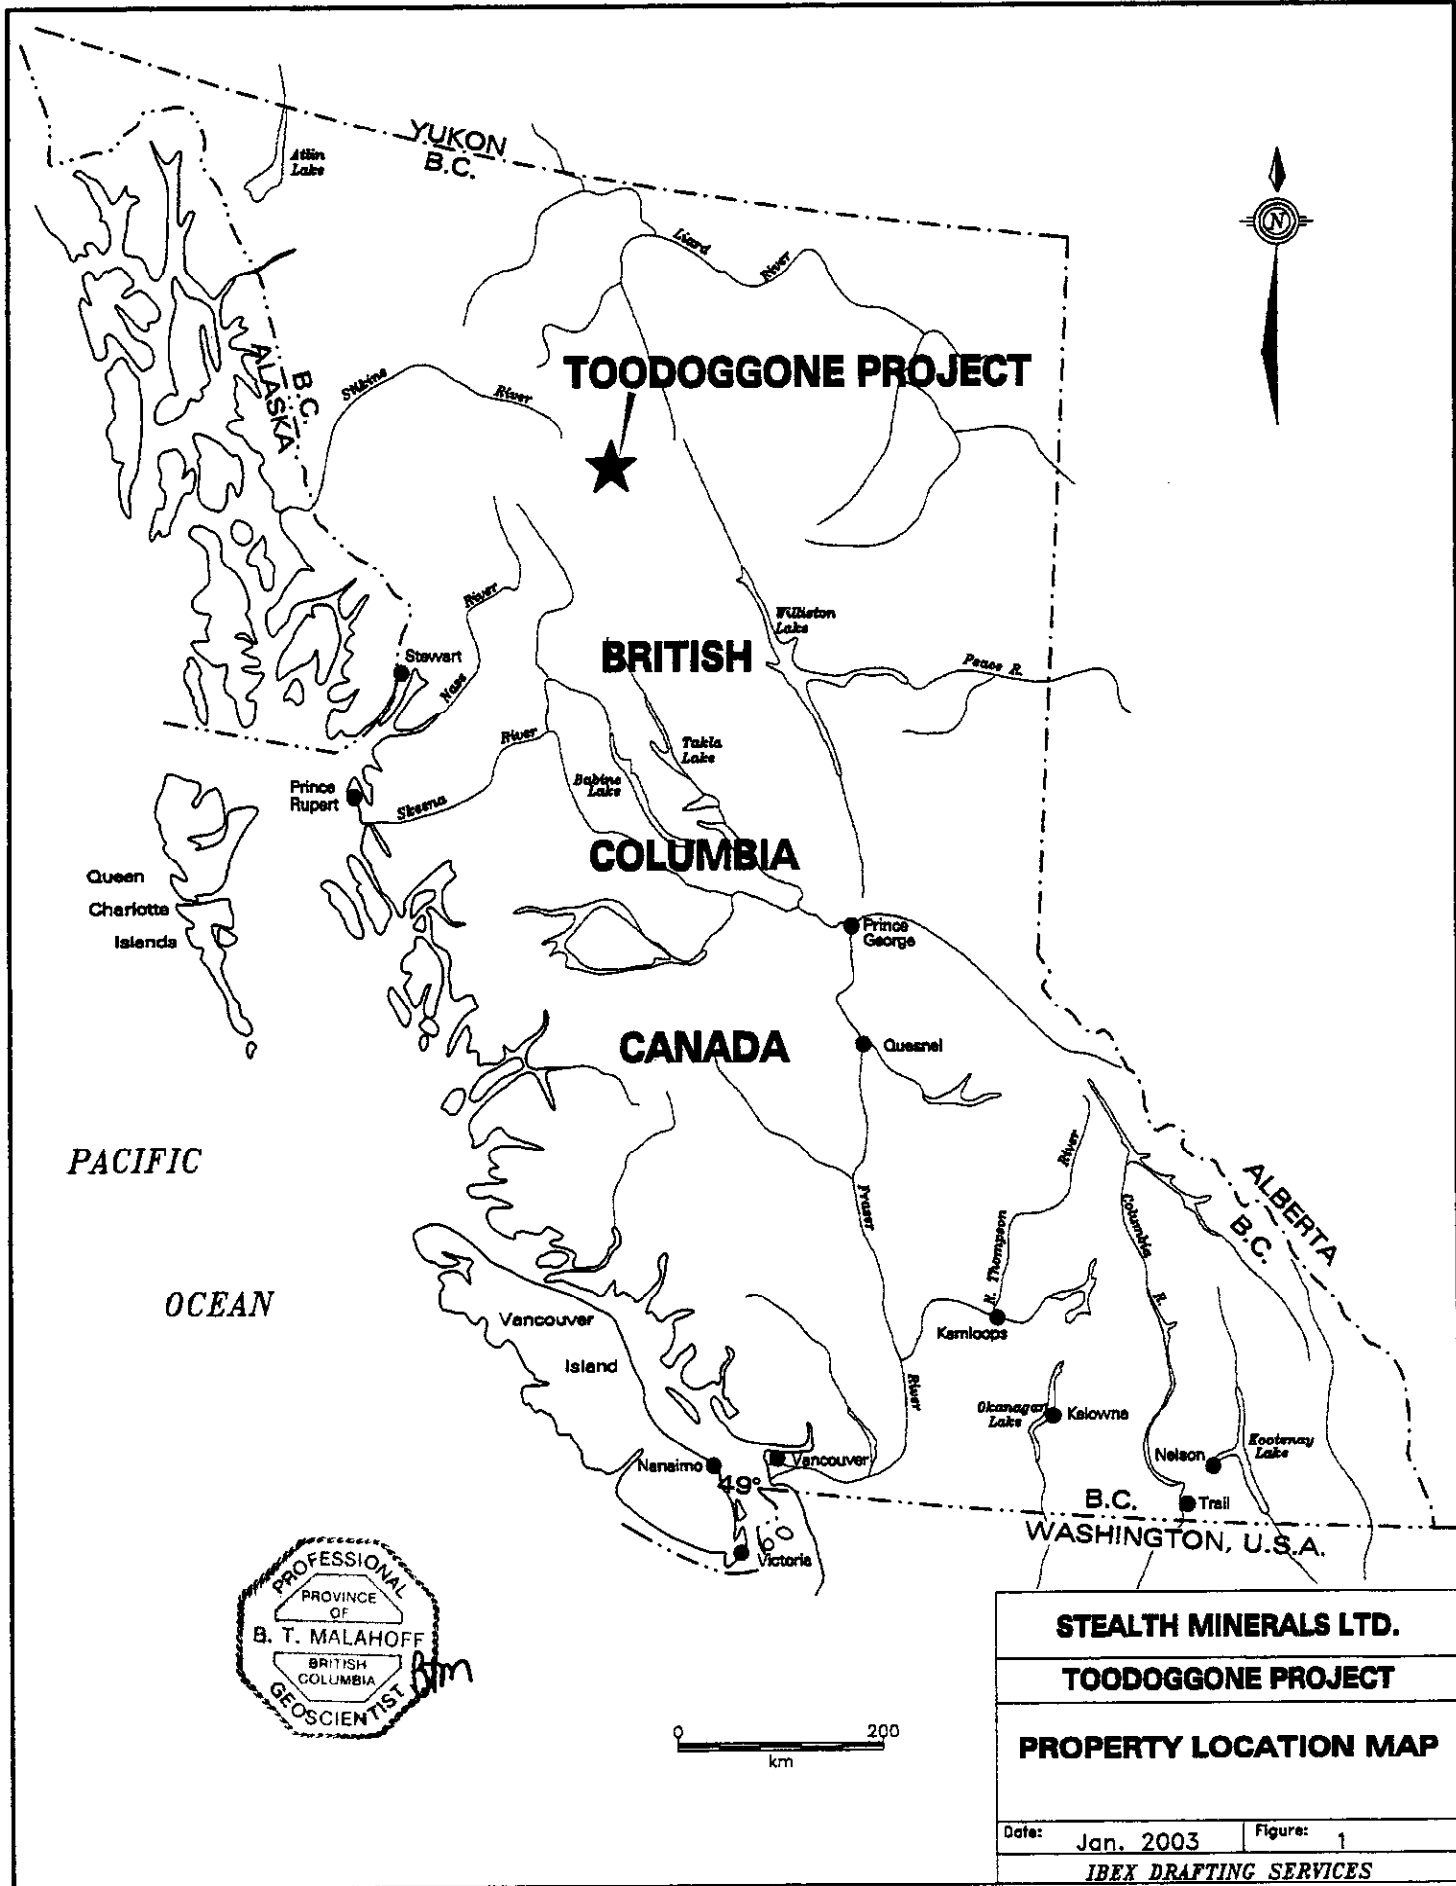 YUKON
B.C.
Atlin
Lake
N
Liard
River
TOODOGGONE PROJECT
B.C.
ALASKA
Stikine
River
Williston
Lake
River
BRITISH
Stewart
Nass
Peace R.
River
Takla
Lake
Babine
Lake
Prince
Rupert
Skeena
COLUMBIA
Queen
Charlotte
Islands
Prince
George
CANADA
Quesnel
PACIFIC
River
ALBERTA
B.C.
Fraser
N. Thompson
Columbia
R.
OCEAN
Vancouver
Island
Kamloops
River
Okanagan
Lake
Kelowna
Kootenay
Lake
Nelson
Nanaimo
Vancouver
49°
B.C.
Trail
WASHINGTON, U.S.A.
Victoria
PROFESSIONAL
PROVINCE
OF
B. T. MALAHOFF
BRITISH
COLUMBIA
GEOSCIENTIST
BTM
0 200
km
STEALTH MINERALS LTD.
TOODOGGONE PROJECT
PROPERTY LOCATION MAP
Date: Jan. 2003 Figure: 1
IBEX DRAFTING SERVICES